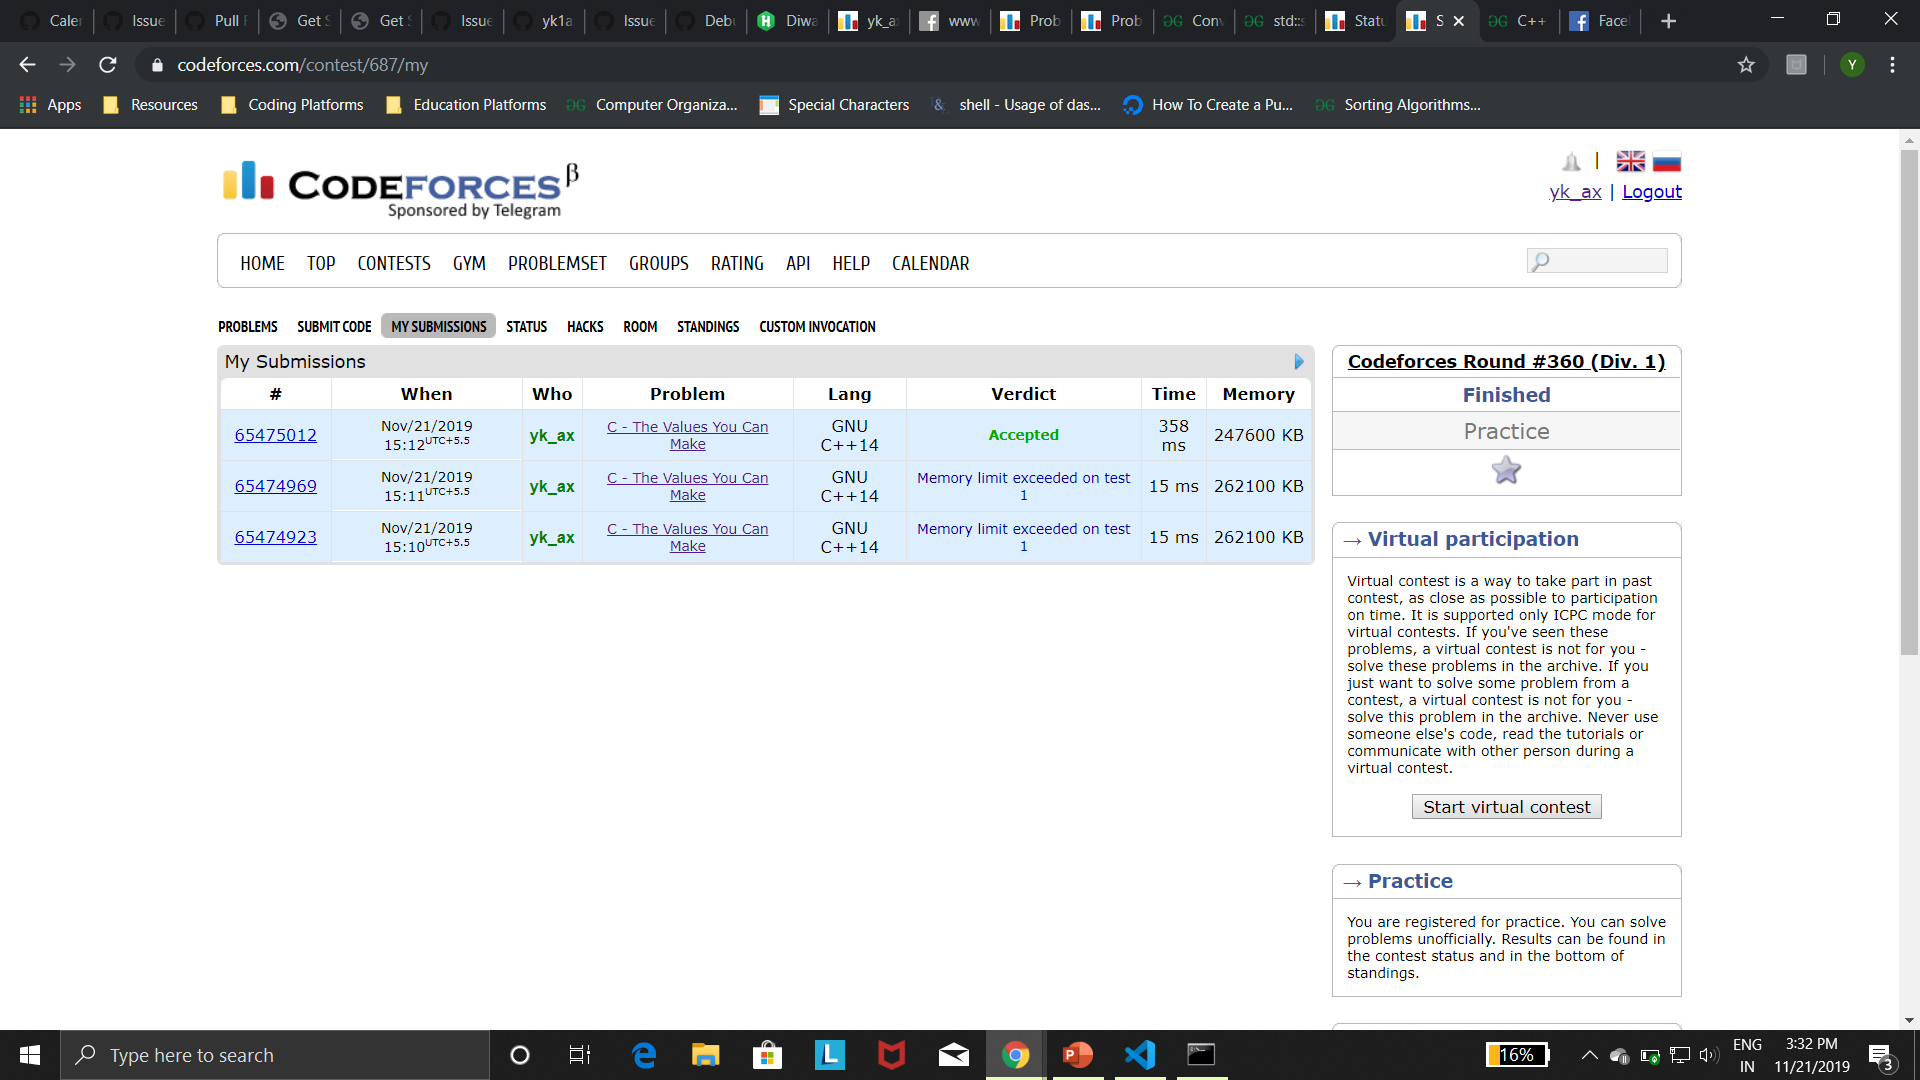 Caler
Issue
Pull F
Get S
Get S
Issue
yk1a
Issue
Debu
Diwa
yk_ax
www
Prob
Prob
Conv
std::s
Statu
S
C++
Face
codeforces.com/contest/687/my
Y
Apps
Resources
Coding Platforms
Education Platforms
Computer Organiza...
Special Characters
shell - Usage of das...
How To Create a Pu...
Sorting Algorithms...
CODEFORCES β
Sponsored by Telegram
yk_ax | Logout
HOME TOP CONTESTS GYM PROBLEMSET GROUPS RATING API HELP CALENDAR
PROBLEMS SUBMIT CODE MY SUBMISSIONS STATUS HACKS ROOM STANDINGS CUSTOM INVOCATION
My Submissions
# When Who Problem Lang Verdict Time Memory
65475012 Nov/21/2019 15:12UTC+5.5 yk_ax C - The Values You Can Make GNU C++14 Accepted 358 ms 247600 KB
65474969 Nov/21/2019 15:11UTC+5.5 yk_ax C - The Values You Can Make GNU C++14 Memory limit exceeded on test 1 15 ms 262100 KB
65474923 Nov/21/2019 15:10UTC+5.5 yk_ax C - The Values You Can Make GNU C++14 Memory limit exceeded on test 1 15 ms 262100 KB
Codeforces Round #360 (Div. 1)
Finished
Practice
→ Virtual participation
Virtual contest is a way to take part in past
contest, as close as possible to participation
on time. It is supported only ICPC mode for
virtual contests. If you've seen these
problems, a virtual contest is not for you -
solve these problems in the archive. If you
just want to solve some problem from a
contest, a virtual contest is not for you -
solve this problem in the archive. Never use
someone else's code, read the tutorials or
communicate with other person during a
virtual contest.
Start virtual contest
→ Practice
You are registered for practice. You can solve
problems unofficially. Results can be found in
the contest status and in the bottom of
standings.
Type here to search
16%
ENG
IN
3:32 PM
11/21/2019
3